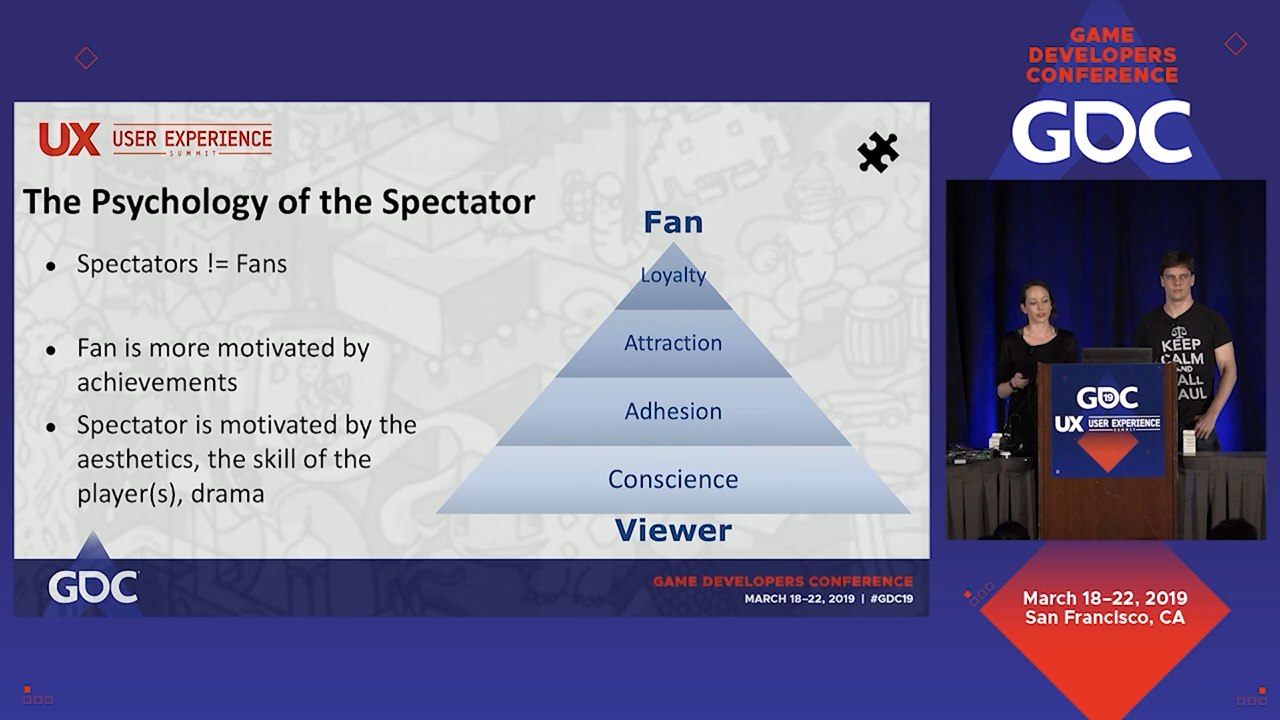 GAME
DEVELOPERS
CONFERENCE
GDC
UX USER EXPERIENCE
SUMMIT
The Psychology of the Spectator
• Spectators != Fans
• Fan is more motivated by
achievements
• Spectator is motivated by the
aesthetics, the skill of the
player(s), drama
Fan
Loyalty
Attraction
Adhesion
Conscience
Viewer
GDC
GAME DEVELOPERS CONFERENCE
MARCH 18–22, 2019 | #GDC19
KEEP
CALM
AND
GDC
19
UX USER EXPERIENCE
SUMMIT
March 18–22, 2019
San Francisco, CA